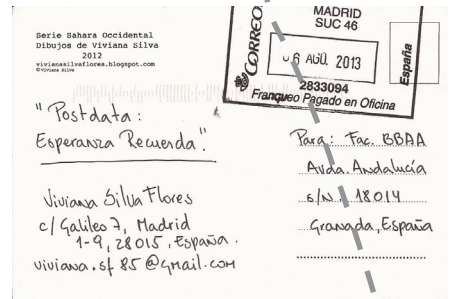 Serie Sahara Occidental
Dibujos de Viviana Silva
2012
vivianasilvaflores.blogspot.com
©Viviana Silva
CORREO
MADRID
SUC 46
6 AGO. 2013
2833094
Franqueo Pagado en Oficina
España
"Postdata:
Esperanza Recuerda".
Viviana Silva Flores
c/ Galileo 7, Madrid
1-9, 28015, España.
viviana.sf85@gmail.com
Para: Fac. BBAA
Avda. Andalucía
s/N 18014
Granada, España